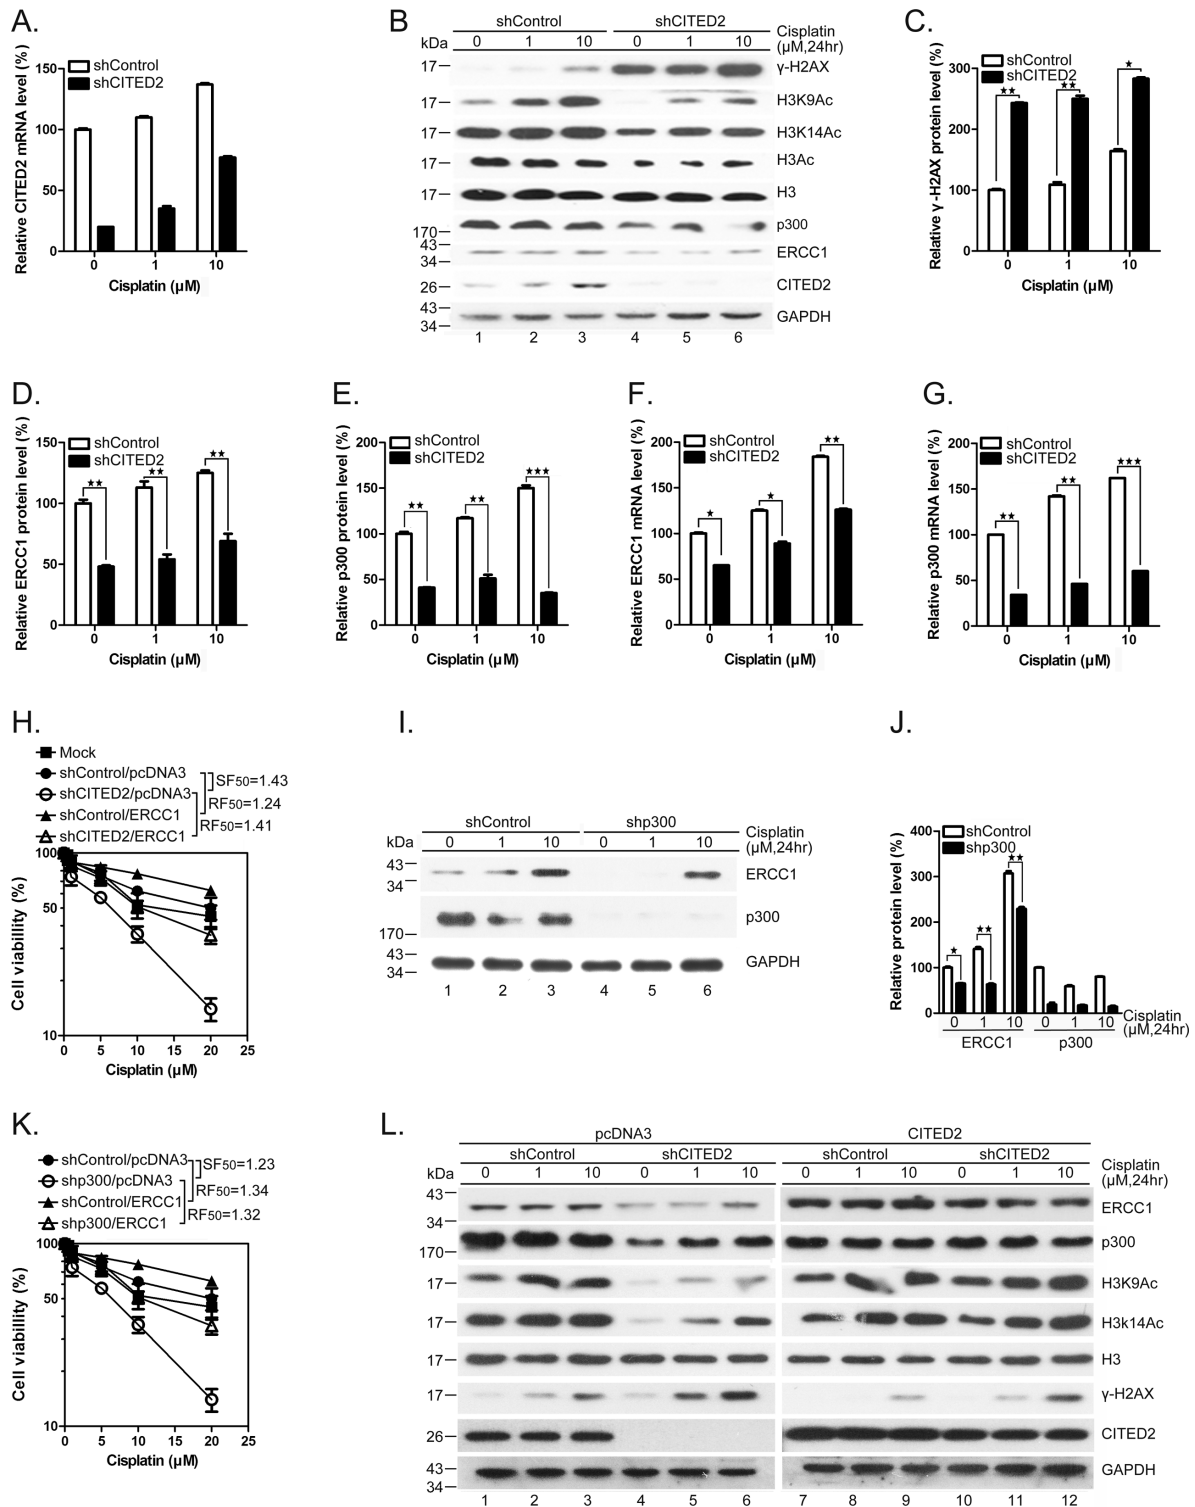 A.
Relative CITED2 mRNA level (%)
shControl
shCITED2
150
100
50
0
0 1 10
Cisplatin (µM)
B
shControl shCITED2
Cisplatin
(µM,24hr)
kDa 0 1 10 0 1 10
17 γ-H2AX
17 H3K9Ac
17 H3K14Ac
17 H3Ac
17 H3
170 p300
43
34 ERCC1
26 CITED2
43
34 GAPDH
1 2 3 4 5 6
C.
Relative γ-H2AX protein level (%)
shControl
shCITED2
300
200
100
0
★★ ★★ ★
0 1 10
Cisplatin (µM)
D.
Relative ERCC1 protein level (%)
shControl
shCITED2
150
100
50
0
★★ ★★ ★★
0 1 10
Cisplatin (µM)
E.
Relative p300 protein level (%)
shControl
shCITED2
200
150
100
50
0
★★ ★★ ★★★
0 1 10
Cisplatin (µM)
F.
Relative ERCC1 mRNA level (%)
shControl
shCITED2
200
150
100
50
0
★ ★ ★★
0 1 10
Cisplatin (µM)
G.
Relative p300 mRNA level (%)
shControl
shCITED2
200
150
100
50
0
★★ ★★ ★★★
0 1 10
Cisplatin (µM)
H.
Mock
shControl/pcDNA3
shCITED2/pcDNA3
shControl/ERCC1
shCITED2/ERCC1
SF50=1.43
RF50=1.24
RF50=1.41
Cell viabillity (%)
100
50
10
0 5 10 15 20 25
Cisplatin (µM)
I.
shControl shp300
Cisplatin
(µM,24hr)
kDa 0 1 10 0 1 10
43
34 ERCC1
170 p300
43
34 GAPDH
1 2 3 4 5 6
J.
Relative protein level (%)
shControl
shp300
400
300
200
100
0
★ ★★ ★★
0 1 10 0 1 10
Cisplatin
(µM,24hr)
ERCC1 p300
K.
shControl/pcDNA3
shp300/pcDNA3
shControl/ERCC1
shp300/ERCC1
SF50=1.23
RF50=1.34
RF50=1.32
Cell viabillity (%)
100
50
10
0 5 10 15 20 25
Cisplatin (µM)
L.
pcDNA3 CITED2
shControl shCITED2 shControl shCITED2
Cisplatin
(µM,24hr)
kDa 0 1 10 0 1 10 0 1 10 0 1 10
43
34 ERCC1
170 p300
17 H3K9Ac
17 H3k14Ac
17 H3
17 γ-H2AX
26 CITED2
43
34 GAPDH
1 2 3 4 5 6 7 8 9 10 11 12